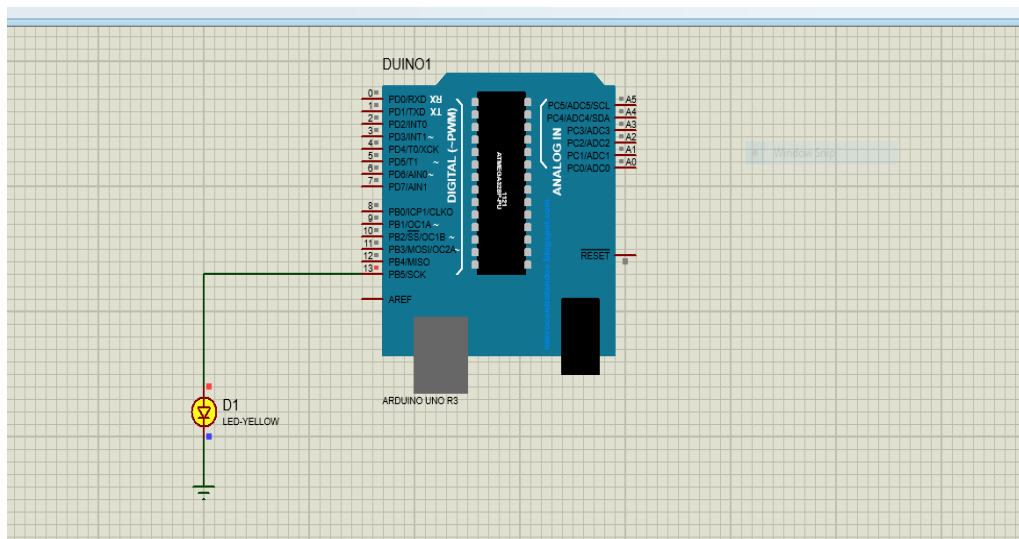 DUINO1
0 PD0/RXD RX
1 PD1/TXD TX
2 PD2/INT0
3 PD3/INT1 ~
4 PD4/T0/XCK
5 PD5/T1 ~
6 PD6/AIN0 ~
7 PD7/AIN1
8 PB0/ICP1/CLKO
9 PB1/OC1A ~
10 PB2/SS/OC1B ~
11 PB3/MOSI/OC2A ~
12 PB4/MISO
13 PB5/SCK
AREF
DIGITAL (~PWM)
ATMEGA328P-PU
1121
ANALOG IN
PC5/ADC5/SCL A5
PC4/ADC4/SDA A4
PC3/ADC3 A3
PC2/ADC2 A2
PC1/ADC1 A1
PC0/ADC0 A0
RESET
ARDUINO UNO R3
D1
LED-YELLOW